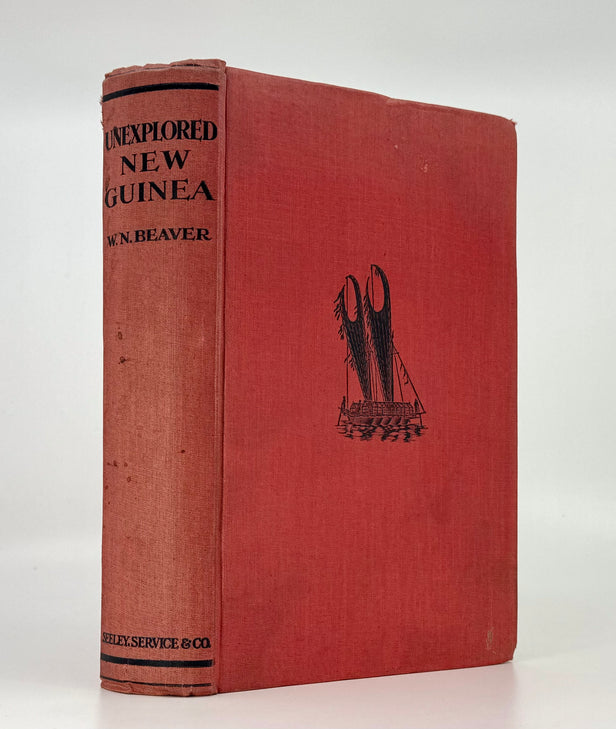 UNEXPLORED
NEW
GUINEA
W. N. BEAVER
SEELEY, SERVICE & CO.